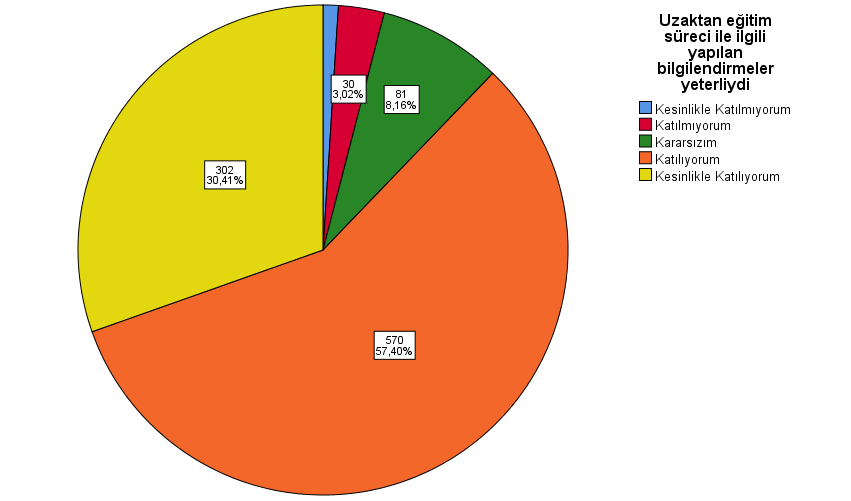 Uzaktan eğitim
süreci ile ilgili
yapılan
bilgilendirmeler
yeterliydi
Kesinlikle Katılmıyorum
Katılmıyorum
Kararsızım
Katılıyorum
Kesinlikle Katılıyorum
30
3,02%
81
8,16%
302
30,41%
570
57,40%